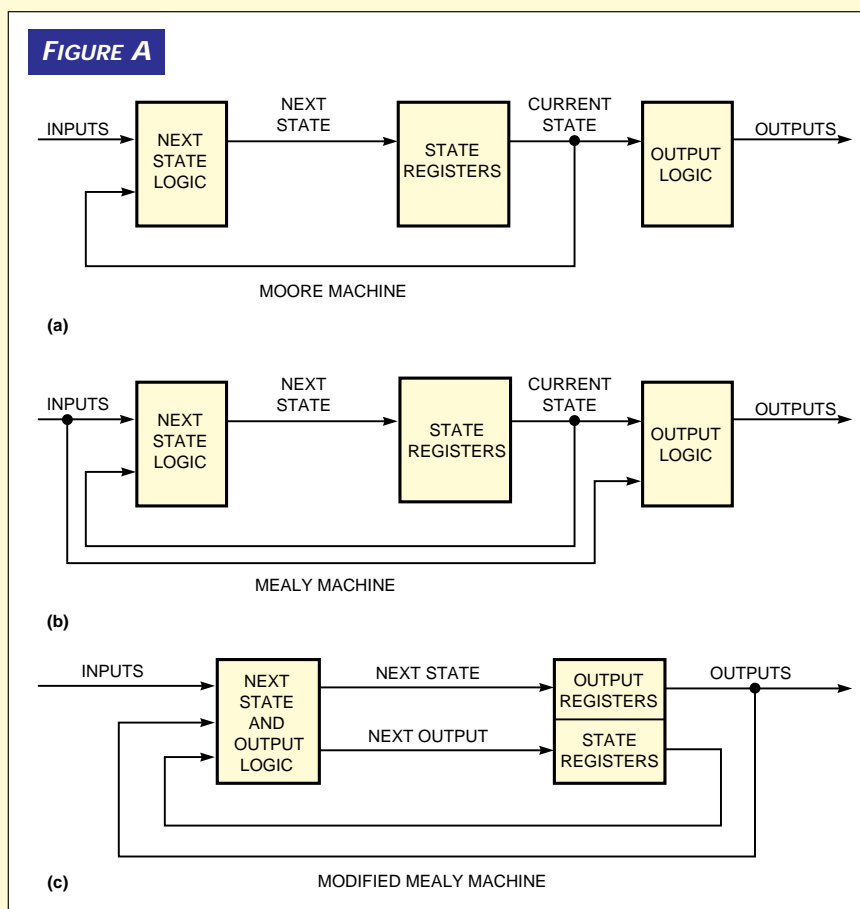 FIGURE A
INPUTS
NEXT
STATE
LOGIC
NEXT
STATE
STATE
REGISTERS
CURRENT
STATE
OUTPUT
LOGIC
OUTPUTS
MOORE MACHINE
(a)
INPUTS
NEXT
STATE
LOGIC
NEXT
STATE
STATE
REGISTERS
CURRENT
STATE
OUTPUT
LOGIC
OUTPUTS
MEALY MACHINE
(b)
INPUTS
NEXT
STATE
AND
OUTPUT
LOGIC
NEXT STATE
NEXT OUTPUT
OUTPUT
REGISTERS
STATE
REGISTERS
OUTPUTS
(c)
MODIFIED MEALY MACHINE